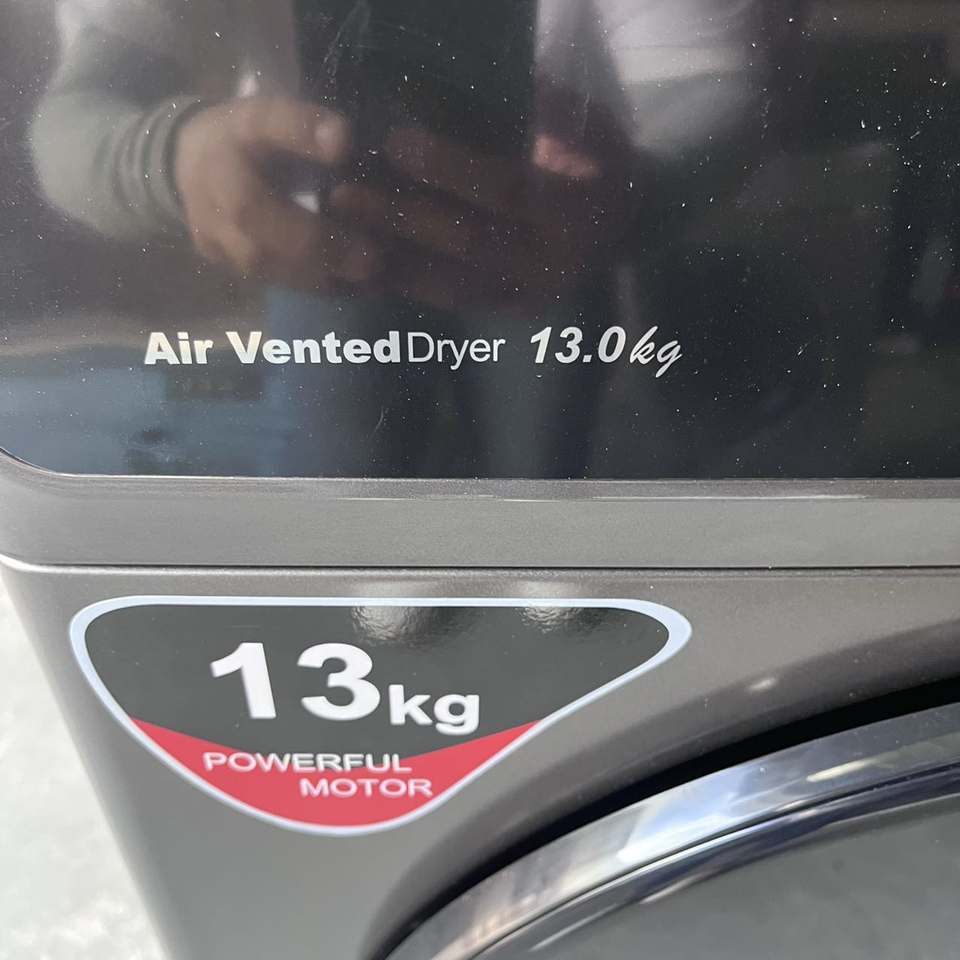 Air Vented Dryer 13.0kg
13kg
POWERFUL
MOTOR